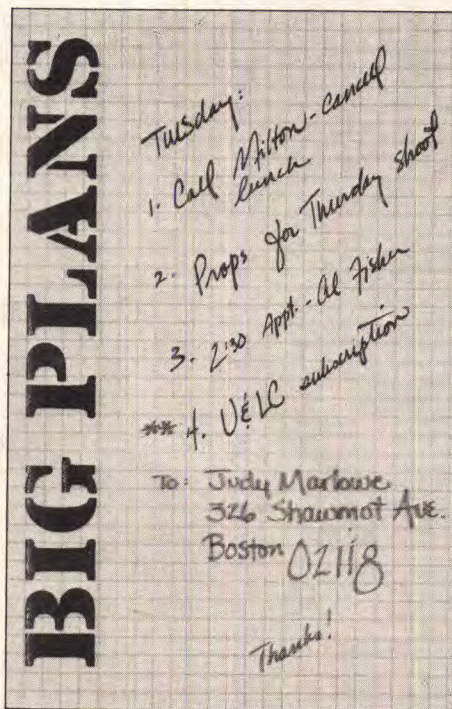 BIG PLANS
Tuesday:
1. Call Milton - cancel
lunch
2. Props for Thursday shoot
3. 2:30 Appt. - Al Fisher
** 4. U&LC subscription
To: Judy Marlowe
326 Shawmot Ave.
Boston 02118
Thanks!